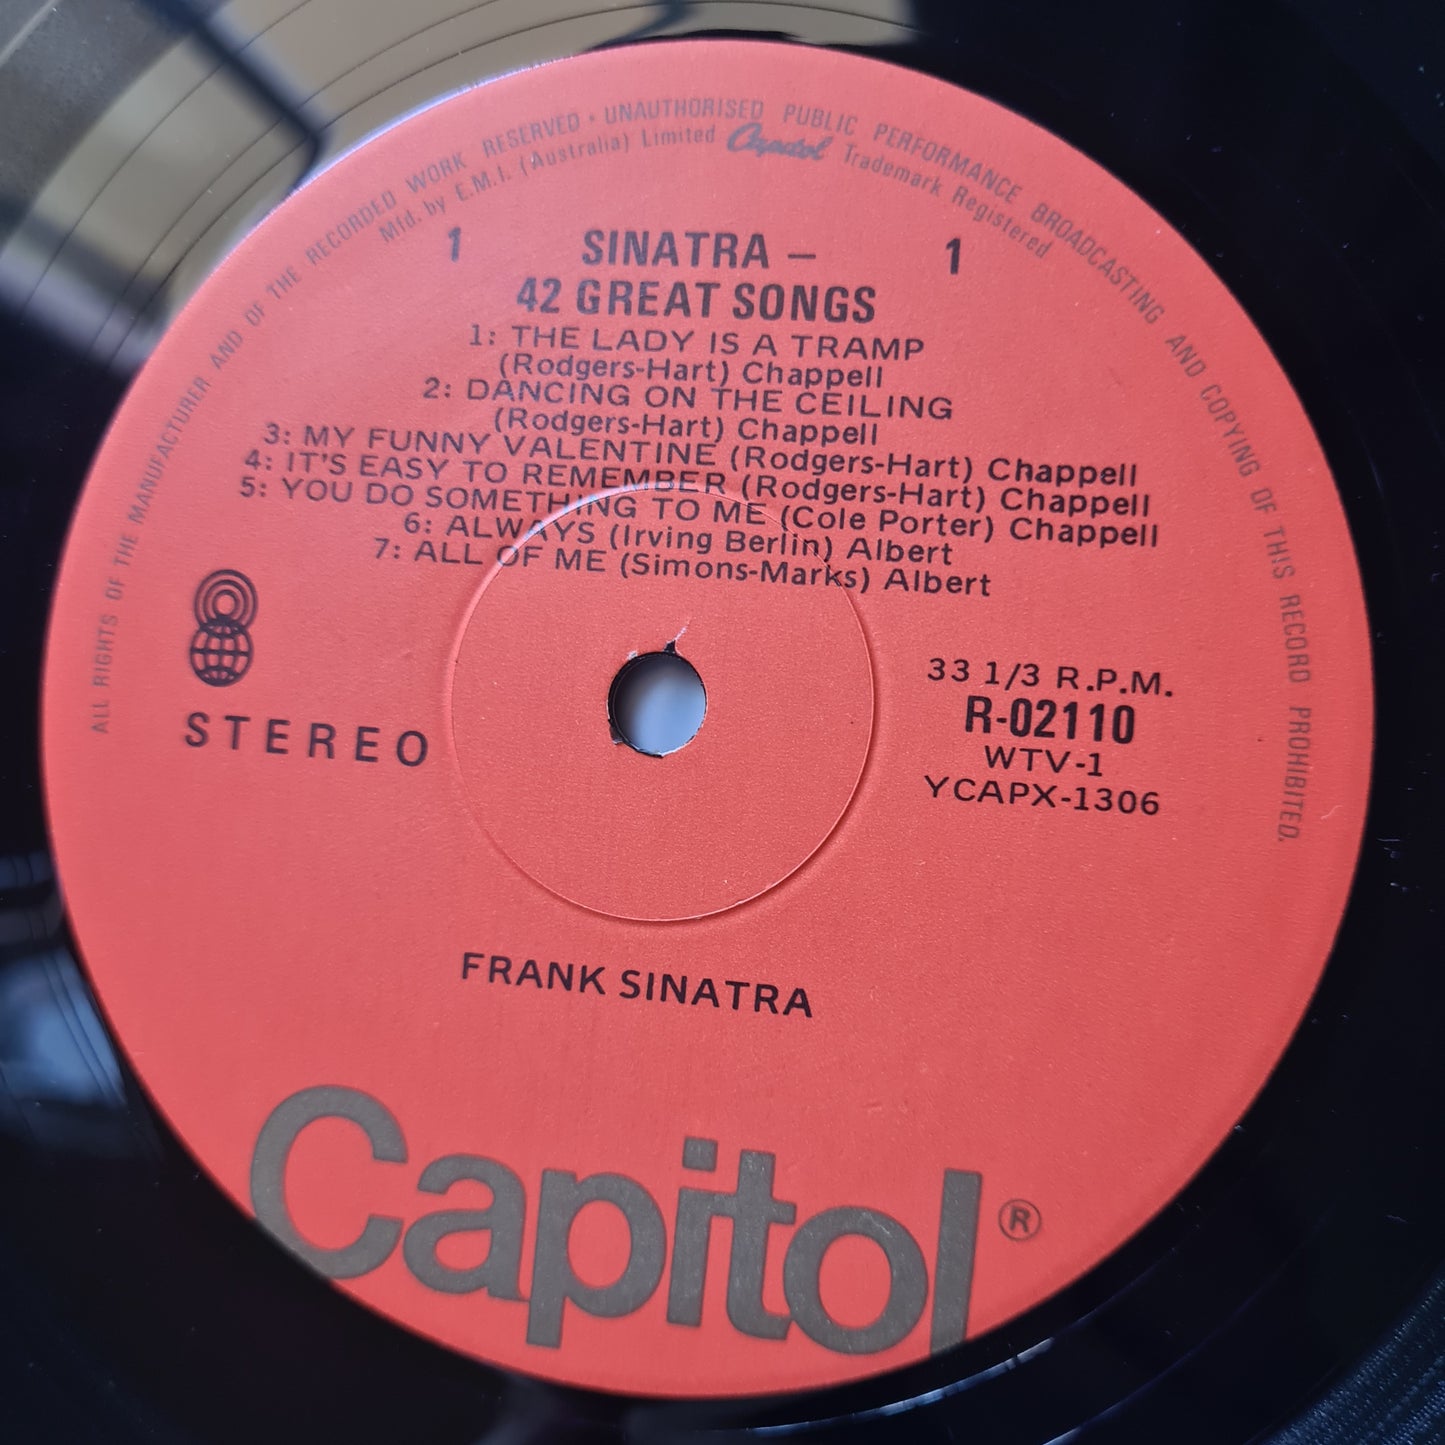 ALL RIGHTS OF THE MANUFACTURER AND OF THE RECORDED WORK RESERVED • UNAUTHORISED PUBLIC PERFORMANCE BROADCASTING AND COPYING OF THIS RECORD PROHIBITED.
Mfd. by E.M.I. (Australia) Limited Capitol Trademark Registered
1 SINATRA – 1
42 GREAT SONGS
1: THE LADY IS A TRAMP
(Rodgers-Hart) Chappell
2: DANCING ON THE CEILING
(Rodgers-Hart) Chappell
3: MY FUNNY VALENTINE (Rodgers-Hart) Chappell
4: IT'S EASY TO REMEMBER (Rodgers-Hart) Chappell
5: YOU DO SOMETHING TO ME (Cole Porter) Chappell
6: ALWAYS (Irving Berlin) Albert
7: ALL OF ME (Simons-Marks) Albert
STEREO
33 1/3 R.P.M.
R-02110
WTV-1
YCAPX-1306
FRANK SINATRA
Capitol®